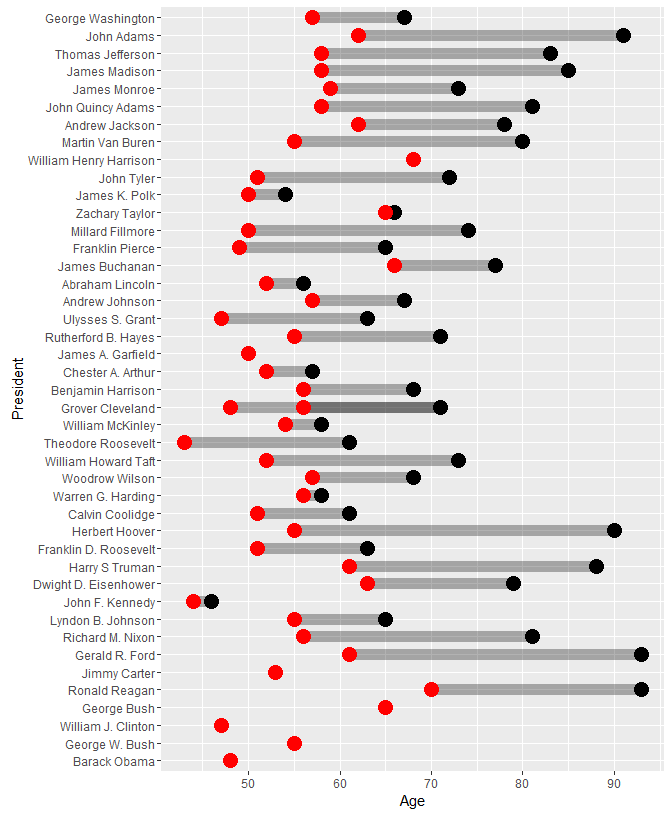 George Washington
John Adams
Thomas Jefferson
James Madison
James Monroe
John Quincy Adams
Andrew Jackson
Martin Van Buren
William Henry Harrison
John Tyler
James K. Polk
Zachary Taylor
Millard Fillmore
Franklin Pierce
James Buchanan
Abraham Lincoln
Andrew Johnson
Ulysses S. Grant
Rutherford B. Hayes
James A. Garfield
Chester A. Arthur
Benjamin Harrison
Grover Cleveland
William McKinley
Theodore Roosevelt
William Howard Taft
Woodrow Wilson
Warren G. Harding
Calvin Coolidge
Herbert Hoover
Franklin D. Roosevelt
Harry S Truman
Dwight D. Eisenhower
John F. Kennedy
Lyndon B. Johnson
Richard M. Nixon
Gerald R. Ford
Jimmy Carter
Ronald Reagan
George Bush
William J. Clinton
George W. Bush
Barack Obama
President
50 60 70 80 90
Age